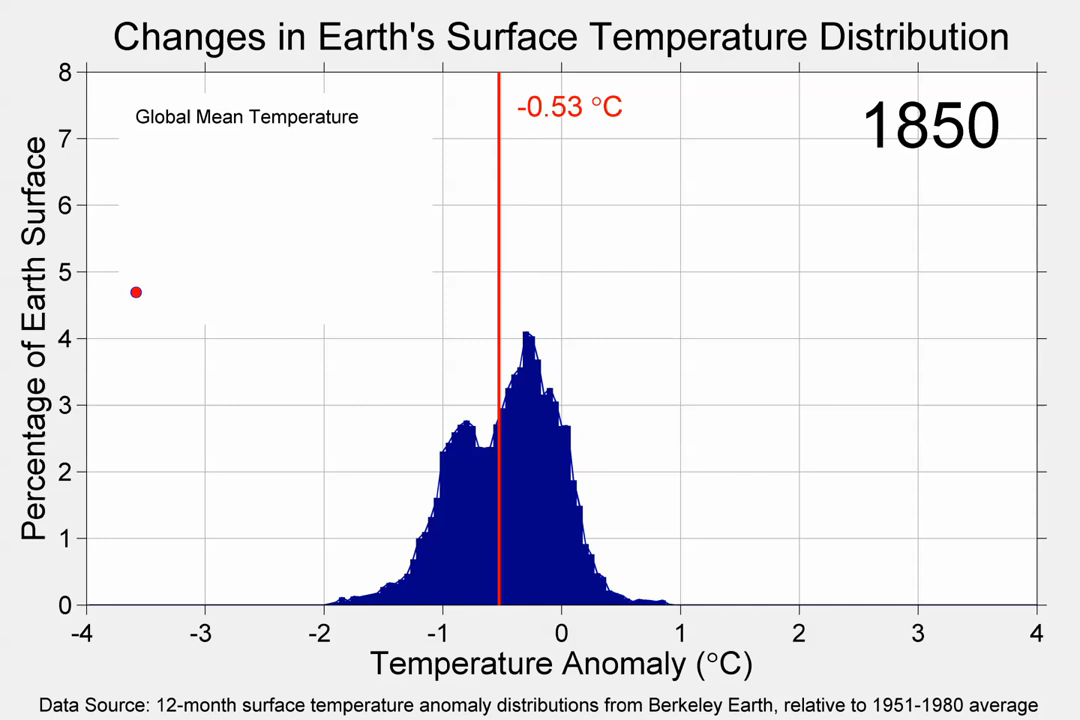 Changes in Earth's Surface Temperature Distribution
8
Global Mean Temperature
-0.53 °C
1850
7
6
5
4
3
2
1
0
Percentage of Earth Surface
-4 -3 -2 -1 0 1 2 3 4
Temperature Anomaly (°C)
Data Source: 12-month surface temperature anomaly distributions from Berkeley Earth, relative to 1951-1980 average